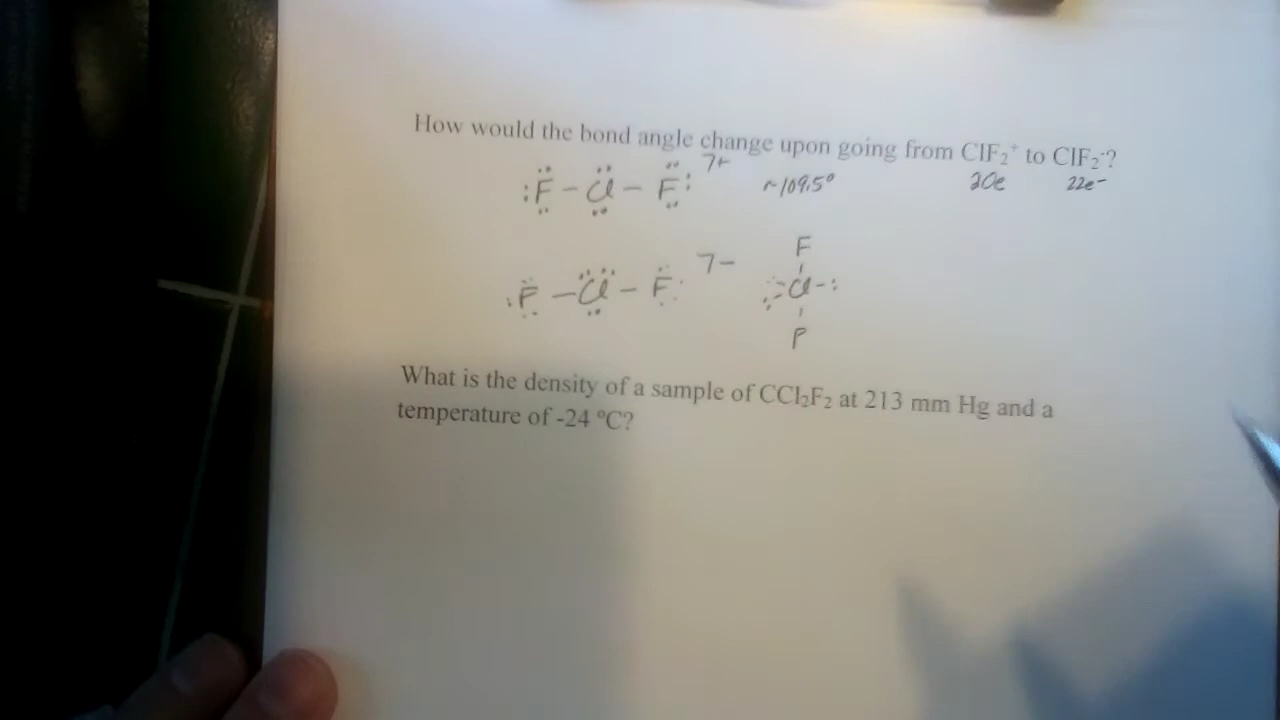 How would the bond angle change upon going from ClF₂⁺ to ClF₂⁻?
:F̈ - C̈l - F̈: ⁷⁺ ~109.5° 20e 22e⁻
F
:F - Cl - F: ⁷⁻ Cl
F
What is the density of a sample of CCl₂F₂ at 213 mm Hg and a
temperature of -24 °C?